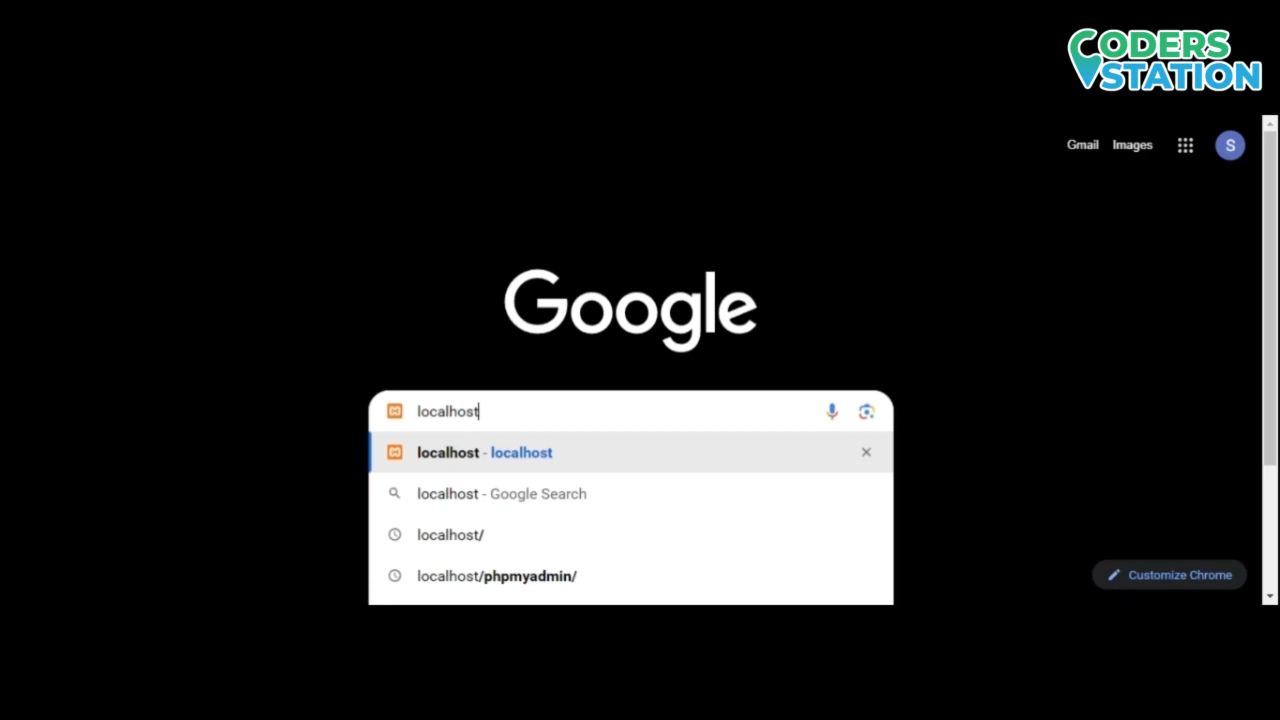 CODERS
STATION
Gmail Images S
Google
localhost
localhost - localhost
localhost - Google Search
localhost/
localhost/phpmyadmin/
Customize Chrome